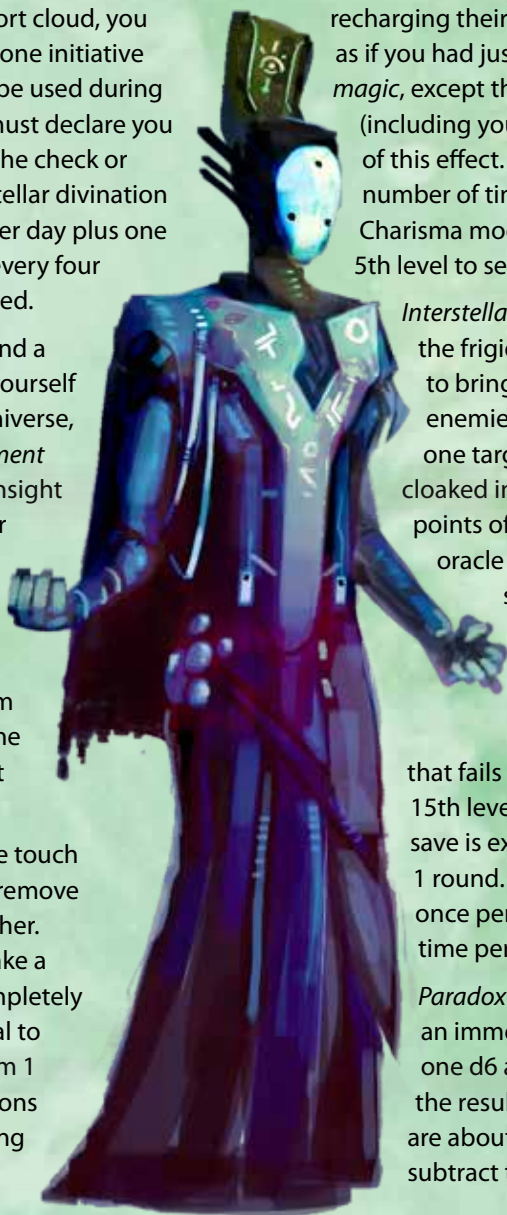 ort cloud, you
one initiative
be used during
must declare you
he check or
tellar divination
er day plus one
every four
ed.
nd a
ourself
niverse,
ment
nsight
r
m
ne
t
e touch
remove
her.
ake a
mpletely
al to
m 1
ons
ng
recharging their
as if you had jus
magic, except th
(including you
of this effect.
number of tim
Charisma mod
5th level to se
Interstella
the frigid
to bring
enemie
one targ
cloaked in
points of
oracle
s
that fails
15th leve
save is ex
1 round.
once per
time per
Paradox
an imme
one d6 a
the resul
are about
subtract t